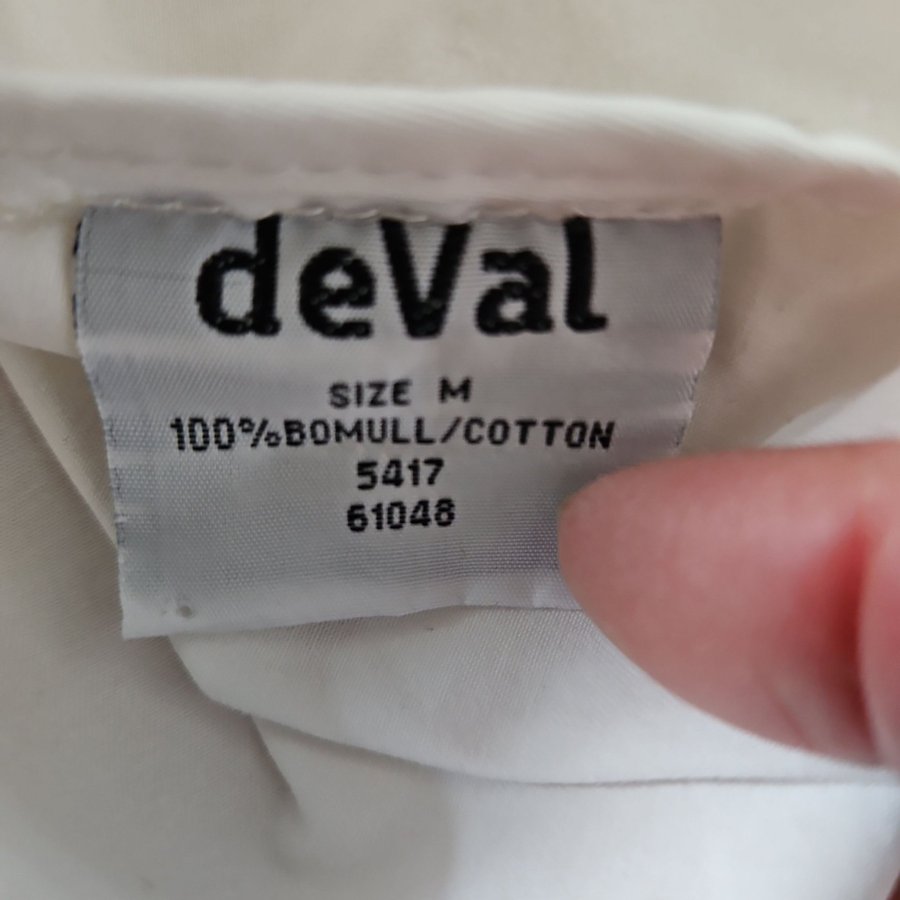 deVal
SIZE M
100%BOMULL/COTTON
5417
61048